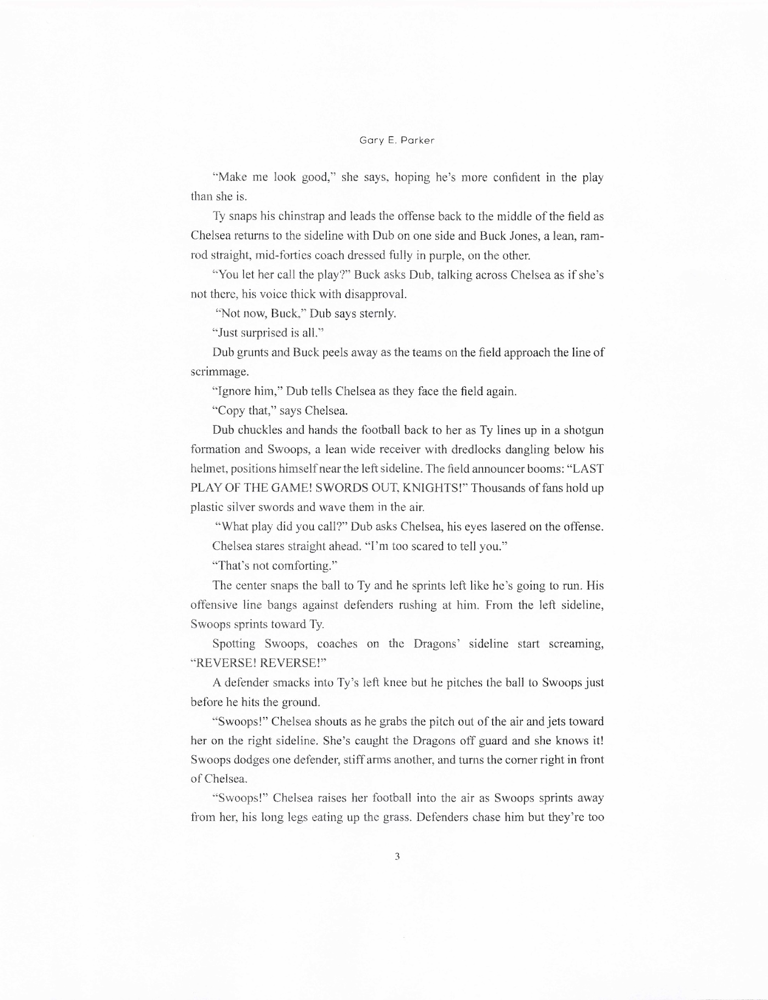 Gary E. Parker
“Make me look good,” she says, hoping he’s more confident in the play
than she is.
Ty snaps his chinstrap and leads the offense back to the middle of the field as
Chelsea returns to the sideline with Dub on one side and Buck Jones, a lean, ram-
rod straight, mid-forties coach dressed fully in purple, on the other.
“You let her call the play?” Buck asks Dub, talking across Chelsea as if she’s
not there, his voice thick with disapproval.
“Not now, Buck,” Dub says sternly.
“Just surprised is all.”
Dub grunts and Buck peels away as the teams on the field approach the line of
scrimmage.
“Ignore him,” Dub tells Chelsea as they face the field again.
“Copy that,” says Chelsea.
Dub chuckles and hands the football back to her as Ty lines up in a shotgun
formation and Swoops, a lean wide receiver with dredlocks dangling below his
helmet, positions himself near the left sideline. The field announcer booms: “LAST
PLAY OF THE GAME! SWORDS OUT, KNIGHTS!” Thousands of fans hold up
plastic silver swords and wave them in the air.
“What play did you call?” Dub asks Chelsea, his eyes lasered on the offense.
Chelsea stares straight ahead. “I’m too scared to tell you.”
“That’s not comforting.”
The center snaps the ball to Ty and he sprints left like he’s going to run. His
offensive line bangs against defenders rushing at him. From the left sideline,
Swoops sprints toward Ty.
Spotting Swoops, coaches on the Dragons’ sideline start screaming,
“REVERSE! REVERSE!”
A defender smacks into Ty’s left knee but he pitches the ball to Swoops just
before he hits the ground.
“Swoops!” Chelsea shouts as he grabs the pitch out of the air and jets toward
her on the right sideline. She’s caught the Dragons off guard and she knows it!
Swoops dodges one defender, stiff arms another, and turns the corner right in front
of Chelsea.
“Swoops!” Chelsea raises her football into the air as Swoops sprints away
from her, his long legs eating up the grass. Defenders chase him but they’re too
3